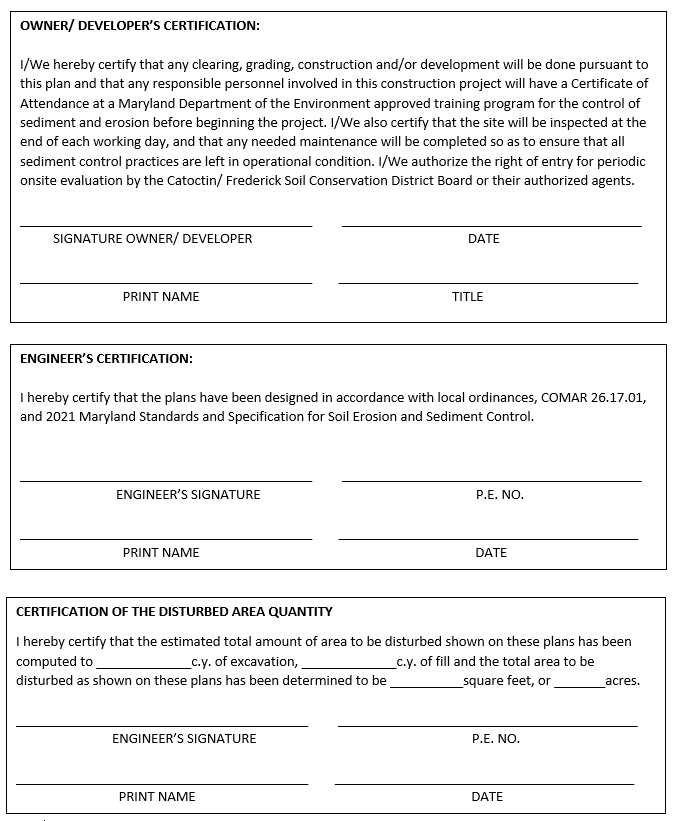 OWNER/ DEVELOPER'S CERTIFICATION:
I/We hereby certify that any clearing, grading, construction and/or development will be done pursuant to
this plan and that any responsible personnel involved in this construction project will have a Certificate of
Attendance at a Maryland Department of the Environment approved training program for the control of
sediment and erosion before beginning the project. I/We also certify that the site will be inspected at the
end of each working day, and that any needed maintenance will be completed so as to ensure that all
sediment control practices are left in operational condition. I/We authorize the right of entry for periodic
onsite evaluation by the Catoctin/ Frederick Soil Conservation District Board or their authorized agents.
SIGNATURE OWNER/ DEVELOPER DATE
PRINT NAME TITLE
ENGINEER'S CERTIFICATION:
I hereby certify that the plans have been designed in accordance with local ordinances, COMAR 26.17.01,
and 2021 Maryland Standards and Specification for Soil Erosion and Sediment Control.
ENGINEER'S SIGNATURE P.E. NO.
PRINT NAME DATE
CERTIFICATION OF THE DISTURBED AREA QUANTITY
I hereby certify that the estimated total amount of area to be disturbed shown on these plans has been
computed to _____________c.y. of excavation, _____________c.y. of fill and the total area to be
disturbed as shown on these plans has been determined to be __________square feet, or _______acres.
ENGINEER'S SIGNATURE P.E. NO.
PRINT NAME DATE